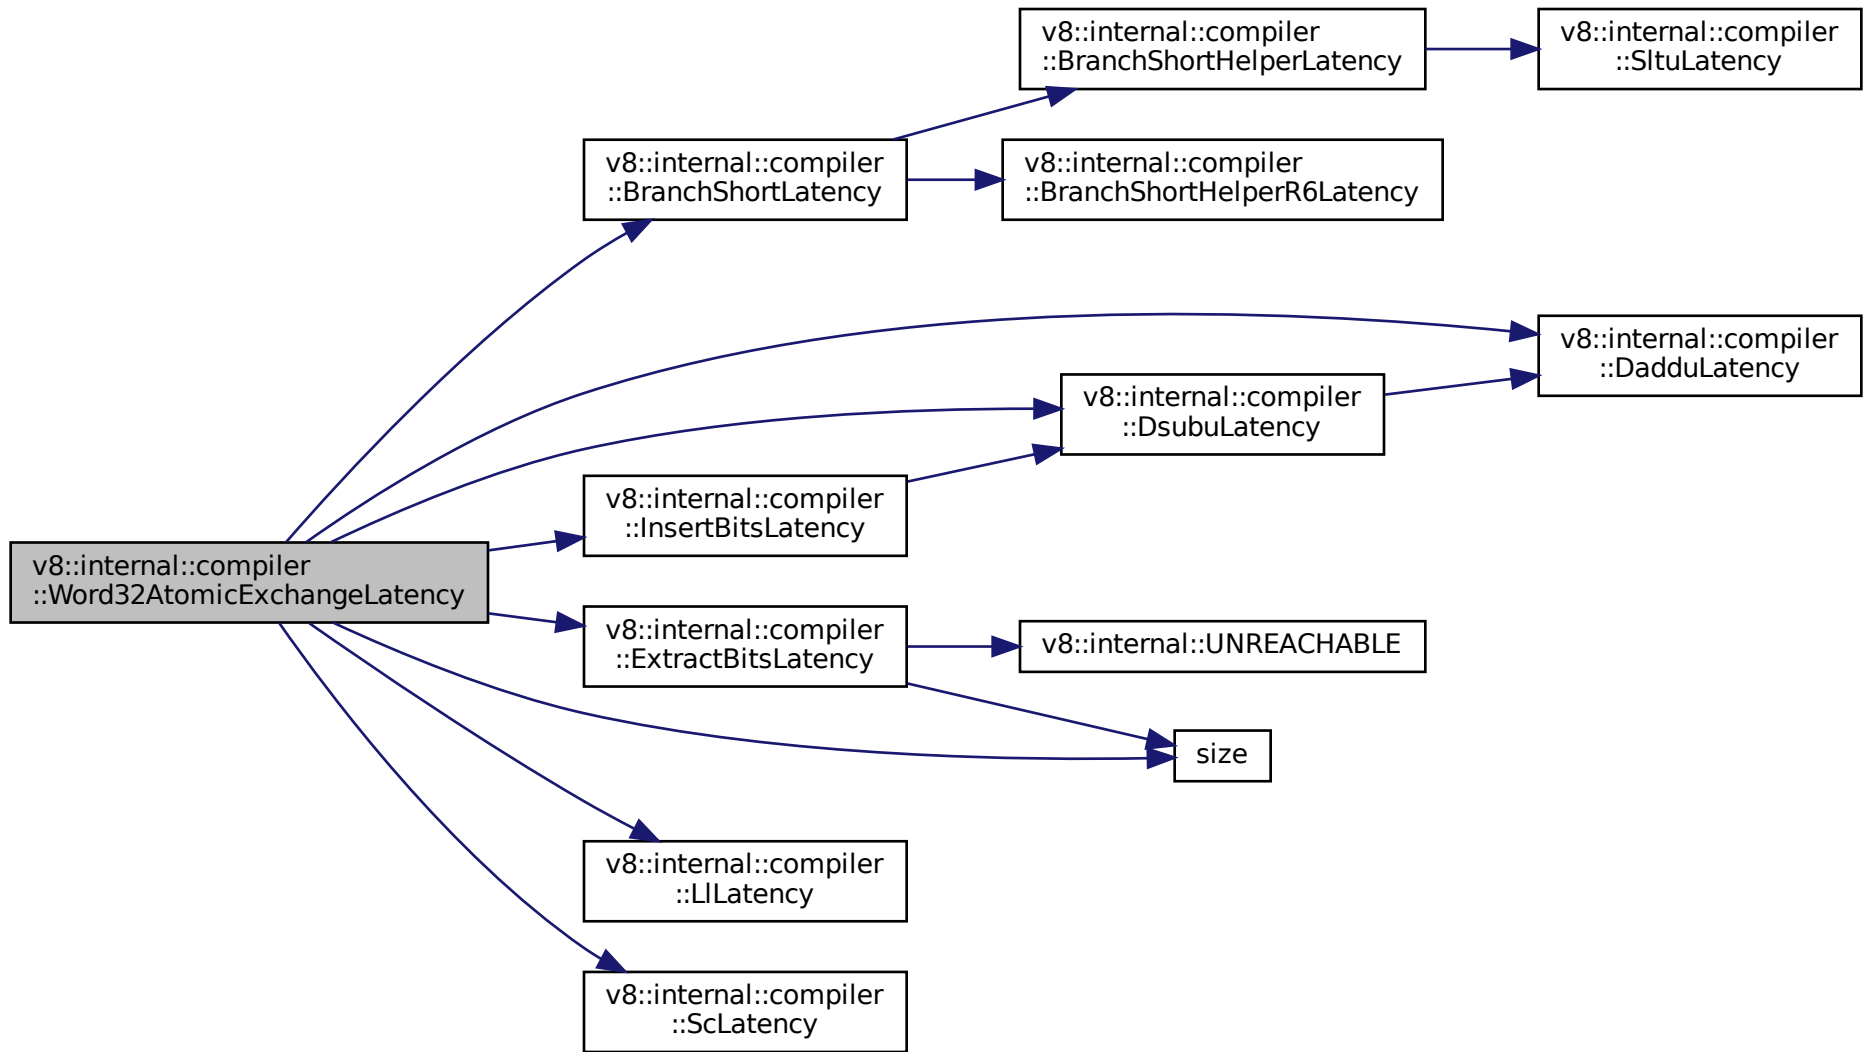 v8::internal::compiler
::BranchShortHelperLatency
v8::internal::compiler
::SltuLatency
v8::internal::compiler
::BranchShortLatency
v8::internal::compiler
::BranchShortHelperR6Latency
v8::internal::compiler
::DadduLatency
v8::internal::compiler
::DsubuLatency
v8::internal::compiler
::InsertBitsLatency
v8::internal::compiler
::Word32AtomicExchangeLatency
v8::internal::compiler
::ExtractBitsLatency
v8::internal::UNREACHABLE
size
v8::internal::compiler
::LlLatency
v8::internal::compiler
::ScLatency